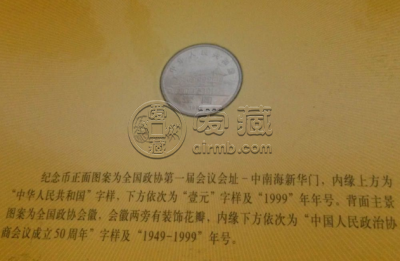 爱藏
airmb.com
纪念币正面图案为全国政协第一届会议会址－中南海新华门，内缘上方为
“中华人民共和国”字样，下方依次为“壹元”字样及“1999”年年号。背面主景
图案为全国政协会徽，会徽两旁有装饰花瓣，内缘下方依次为“中国人民政治协
商会议成立50周年”字样及“1949-1999”年号。